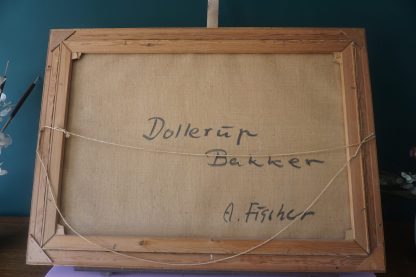 Dollerup
Bakker
A. Fischer